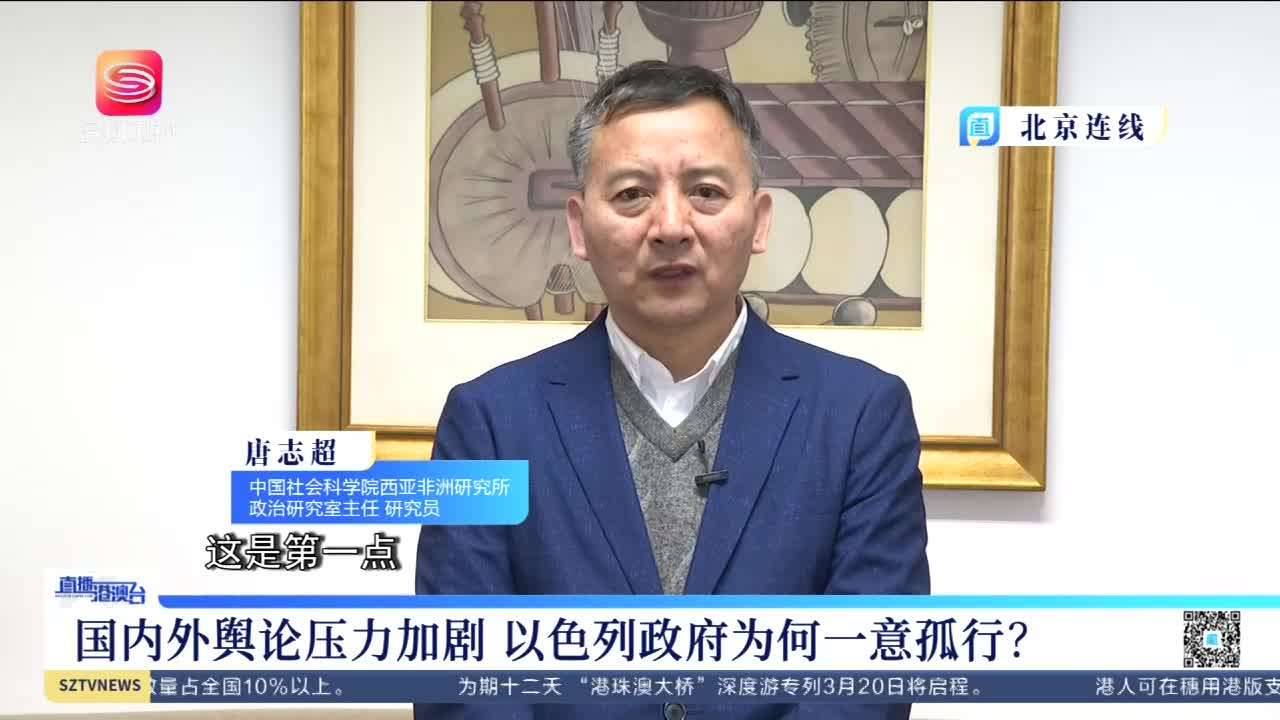 直
北京连线
唐志超
中国社会科学院西亚非洲研究所
政治研究室主任 研究员
这是第一点
直播
港澳台
国内外舆论压力加剧 以色列政府为何一意孤行?
SZTVNEWS
数量占全国10%以上。 为期十二天 “港珠澳大桥”深度游专列3月20日将启程。 港人可在穗用港版支